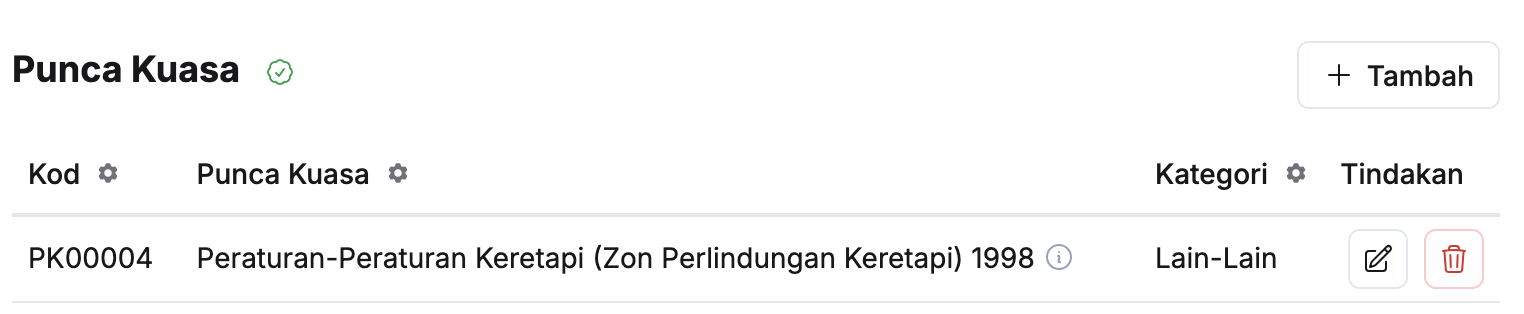 Punca Kuasa
Tambah
Kod Punca Kuasa Kategori Tindakan
PK00004 Peraturan-Peraturan Keretapi (Zon Perlindungan Keretapi) 1998 Lain-Lain